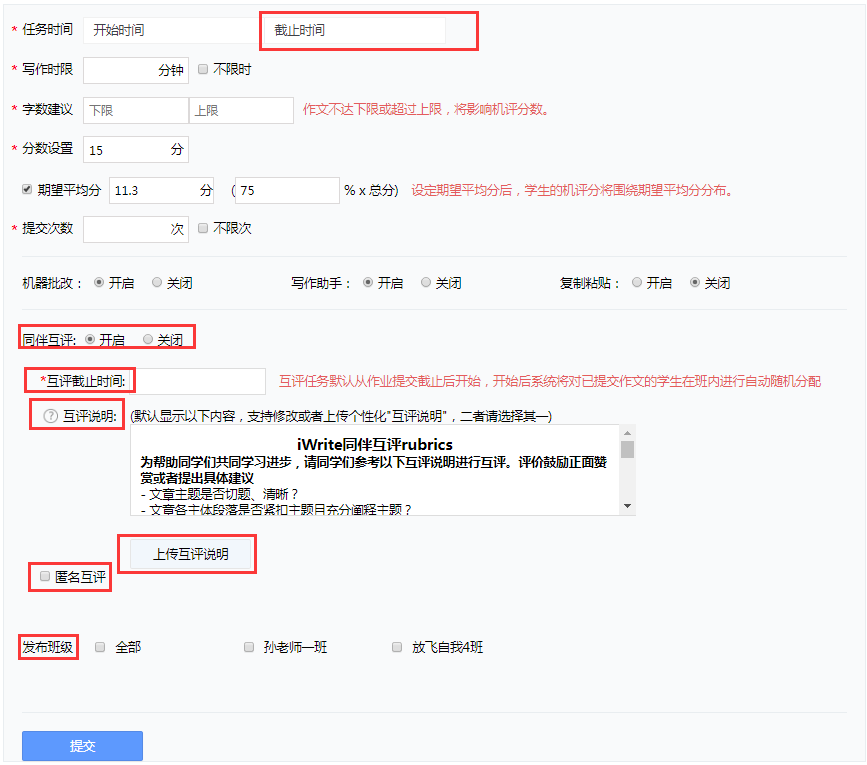 * 任务时间 开始时间 截止时间
* 写作时限 分钟 不限时
* 字数建议 下限 上限 作文不达下限或超过上限，将影响机评分数。
* 分数设置 15 分
期望平均分 11.3 分 ( 75 % x 总分) 设定期望平均分后，学生的机评分将围绕期望平均分分布。
* 提交次数 次 不限次
机器批改： 开启 关闭 写作助手： 开启 关闭 复制粘贴： 开启 关闭
同伴互评: 开启 关闭
*互评截止时间: 互评任务默认从作业提交截止后开始，开始后系统将对已提交作文的学生在班内进行自动随机分配
? 互评说明: (默认显示以下内容，支持修改或者上传个性化"互评说明"，二者请选择其一)
iWrite同伴互评rubrics
为帮助同学们共同学习进步，请同学们参考以下互评说明进行互评。评价鼓励正面赞
赏或者提出具体建议
- 文章主题是否切题、清晰？
- 文章各主体段落是否紧扣主题且充分阐释主题？
上传互评说明
匿名互评
发布班级 全部 孙老师一班 放飞自我4班
提交